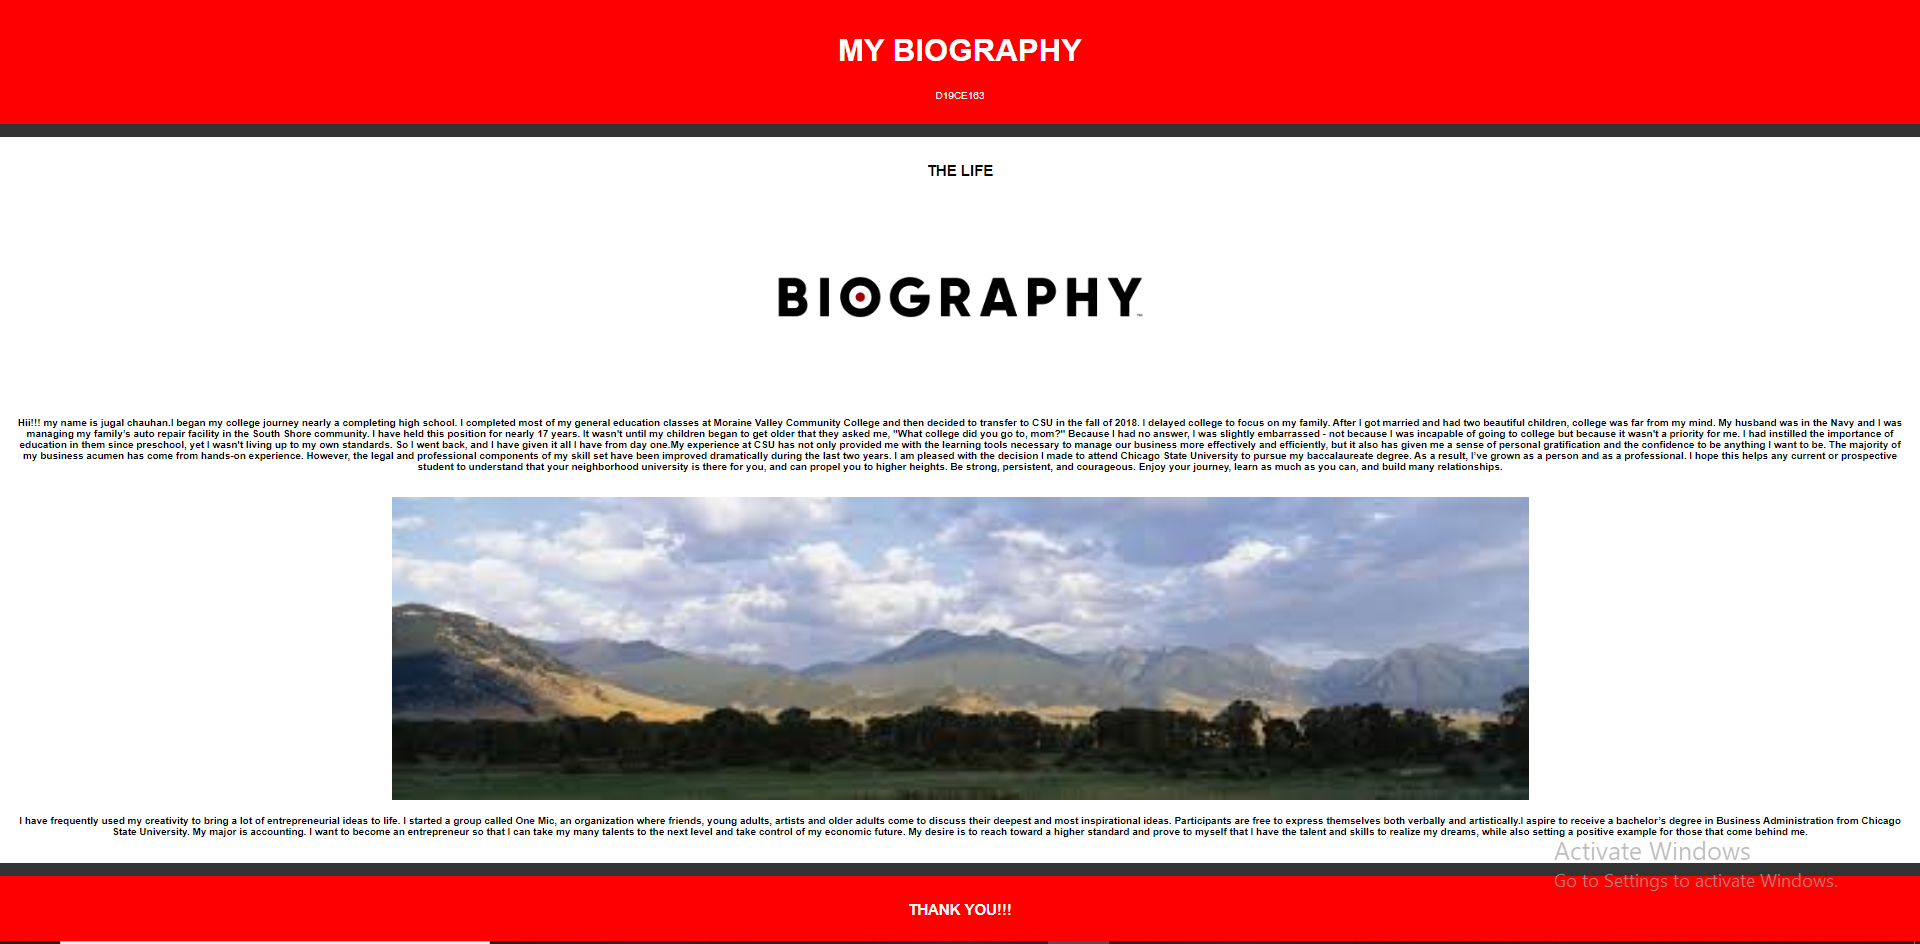 MY BIOGRAPHY
D19CE163
THE LIFE
BIOGRAPHY
Hii!!! my name is jugal chauhan.I began my college journey nearly a completing high school. I completed most of my general education classes at Moraine Valley Community College and then decided to transfer to CSU in the fall of 2018. I delayed college to focus on my family. After I got married and had two beautiful children, college was far from my mind. My husband was in the Navy and I was
managing my family's auto repair facility in the South Shore community. I have held this position for nearly 17 years. It wasn't until my children began to get older that they asked me, "What college did you go to, mom?" Because I had no answer, I was slightly embarrassed - not because I was incapable of going to college but because it wasn't a priority for me. I had instilled the importance of
education in them since preschool, yet I wasn't living up to my own standards. So I went back, and I have given it all I have from day one.My experience at CSU has not only provided me with the learning tools necessary to manage our business more effectively and efficiently, but it also has given me a sense of personal gratification and the confidence to be anything I want to be. The majority of
my business acumen has come from hands-on experience. However, the legal and professional components of my skill set have been improved dramatically during the last two years. I am pleased with the decision I made to attend Chicago State University to pursue my baccalaureate degree. As a result, I've grown as a person and as a professional. I hope this helps any current or prospective
student to understand that your neighborhood university is there for you, and can propel you to higher heights. Be strong, persistent, and courageous. Enjoy your journey, learn as much as you can, and build many relationships.
I have frequently used my creativity to bring a lot of entrepreneurial ideas to life. I started a group called One Mic, an organization where friends, young adults, artists and older adults come to discuss their deepest and most inspirational ideas. Participants are free to express themselves both verbally and artistically.I aspire to receive a bachelor's degree in Business Administration from Chicago
State University. My major is accounting. I want to become an entrepreneur so that I can take my many talents to the next level and take control of my economic future. My desire is to reach toward a higher standard and prove to myself that I have the talent and skills to realize my dreams, while also setting a positive example for those that come behind me.
Activate Windows
Go to Settings to activate Windows.
THANK YOU!!!